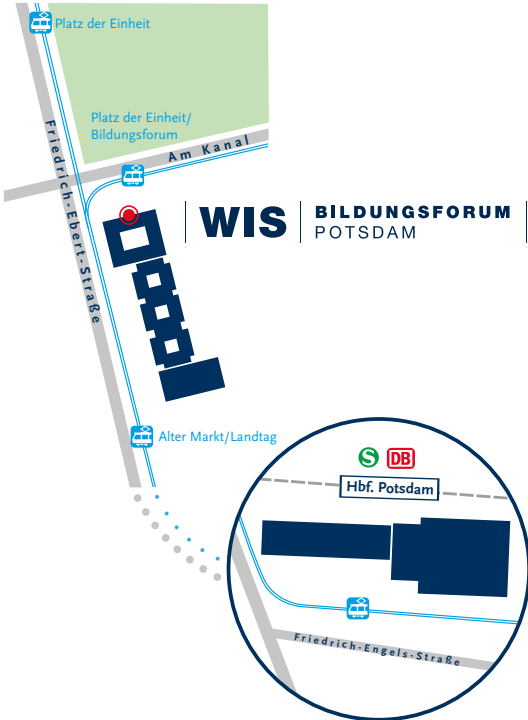 Platz der Einheit
Platz der Einheit/
Bildungsforum
Am Kanal
Friedrich-Ebert-Straße
WIS
BILDUNGSFORUM
POTSDAM
Alter Markt/Landtag
S
DB
Hbf. Potsdam
Friedrich-Engels-Straße